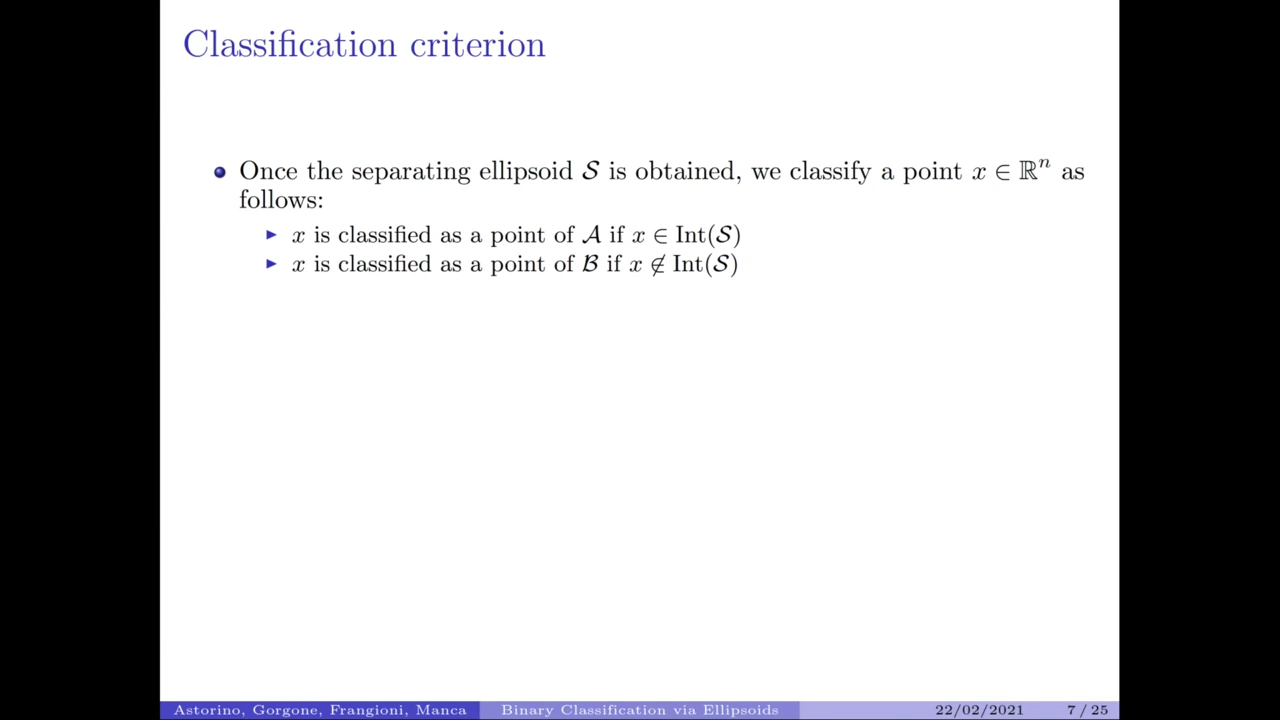 Classification criterion
Once the separating ellipsoid 𝒮 is obtained, we classify a point x ∈ ℝⁿ as
follows:
x is classified as a point of 𝒜 if x ∈ Int(𝒮)
x is classified as a point of ℬ if x ∉ Int(𝒮)
Astorino, Gorgone, Frangioni, Manca Binary Classification via Ellipsoids 22/02/2021 7 / 25